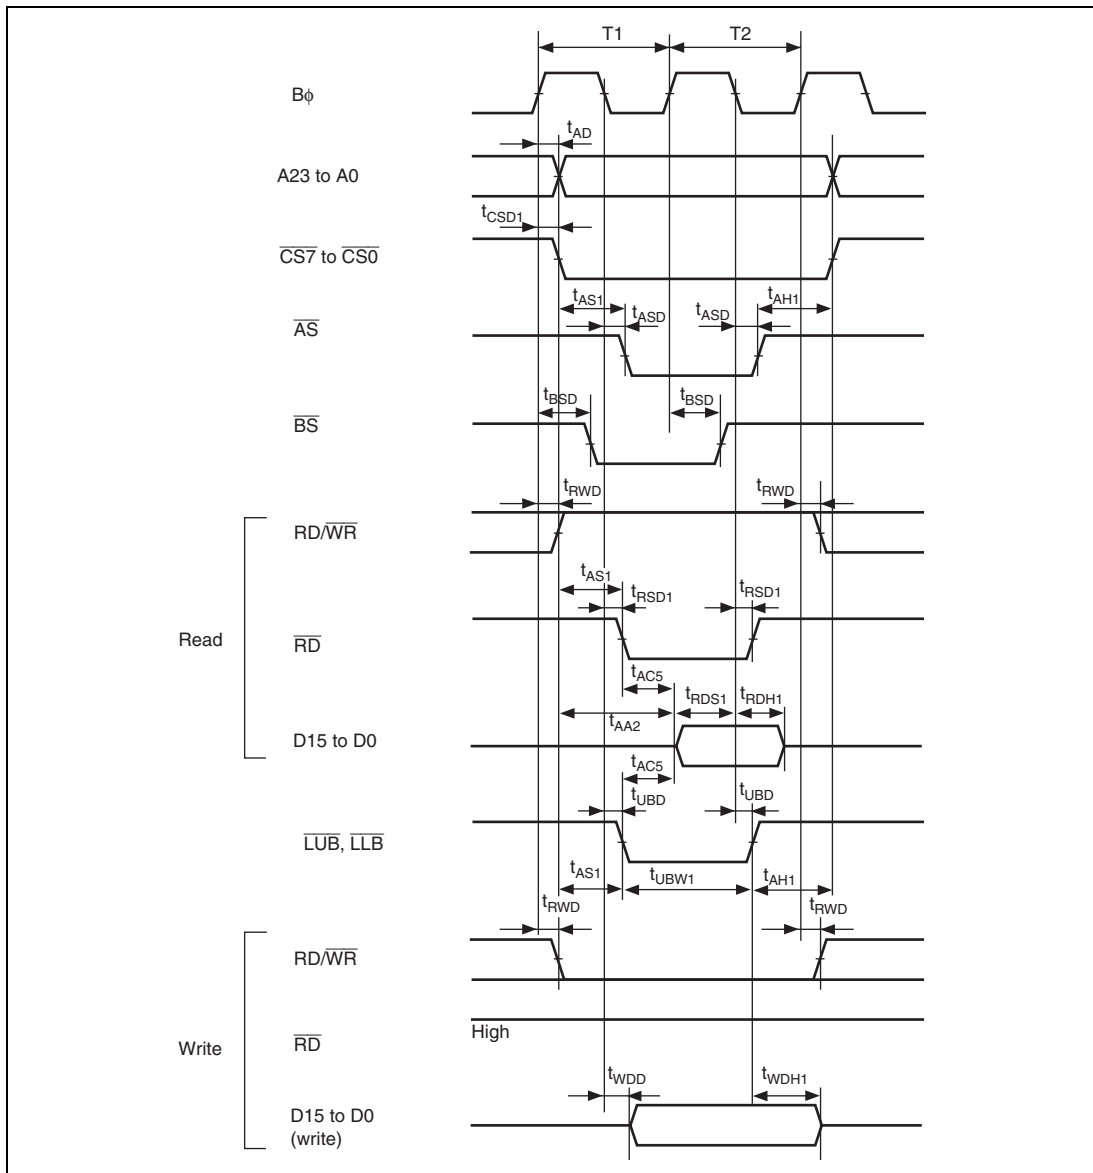 T1 T2
Bφ
tAD
A23 to A0
tCSD1
CS7 to CS0
tAS1 tAH1
tASD tASD
AS
tBSD tBSD
BS
tRWD tRWD
RD/WR
tAS1
tRSD1 tRSD1
Read
RD
tAC5
tRDS1 tRDH1
tAA2
D15 to D0
tAC5
tUBD tUBD
LUB, LLB
tAS1 tUBW1 tAH1
tRWD tRWD
RD/WR
High
Write
RD
tWDD tWDH1
D15 to D0
(write)